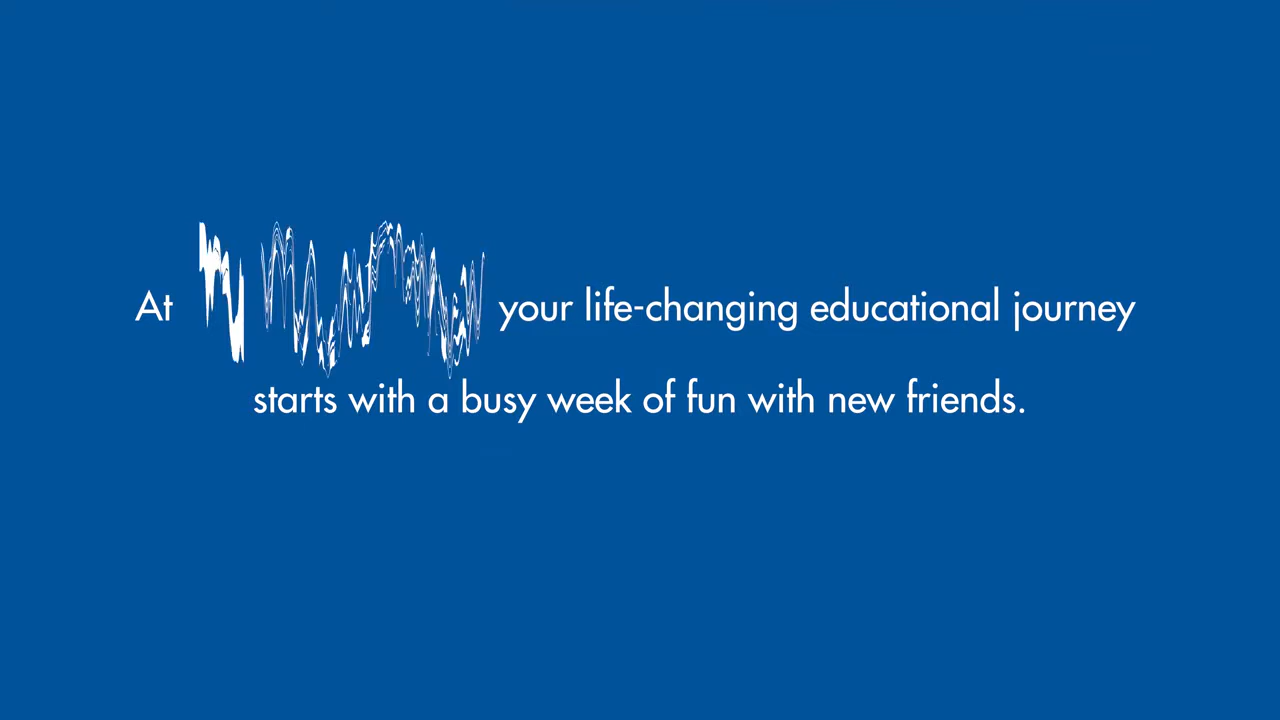 At your life-changing educational journey
starts with a busy week of fun with new friends.